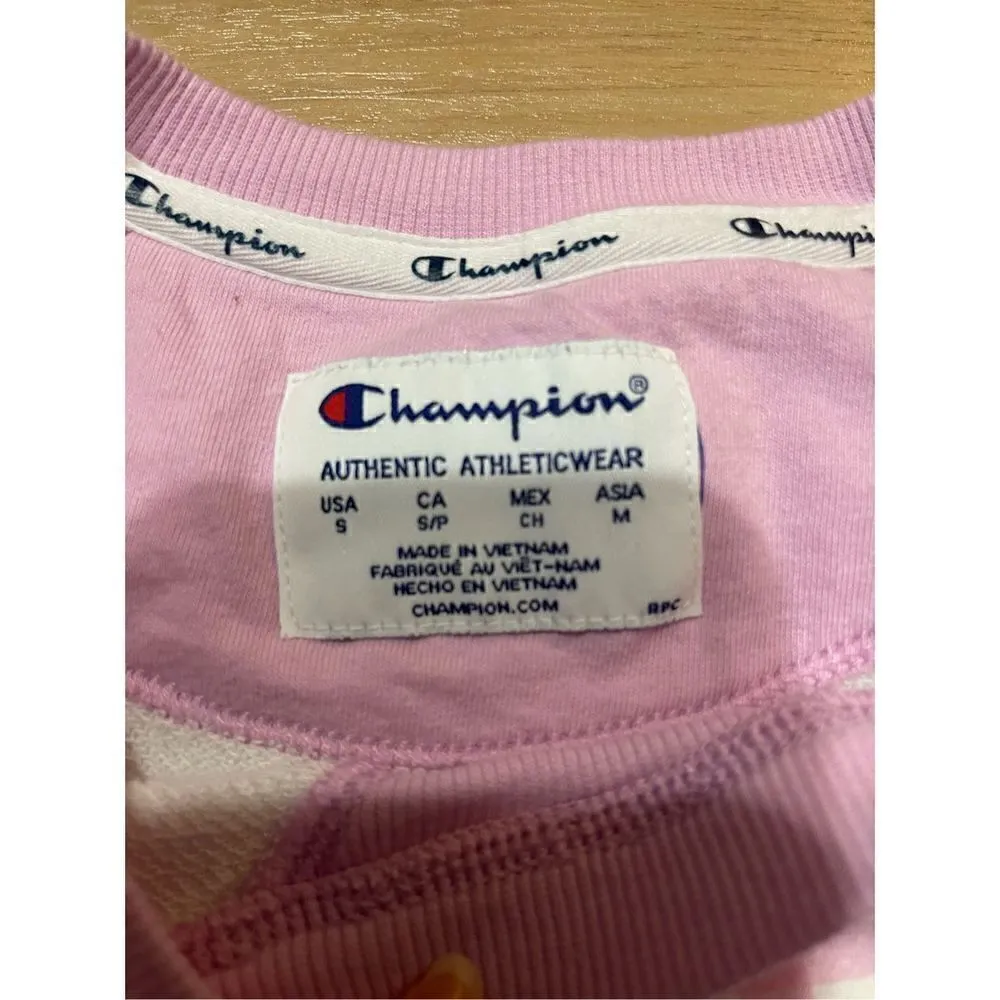 Champion Champion Champi
Champion®
AUTHENTIC ATHLETICWEAR
USA CA MEX ASIA
S S/P CH M
MADE IN VIETNAM
FABRIQUÉ AU VIÊT-NAM
HECHO EN VIETNAM
CHAMPION.COM RPC